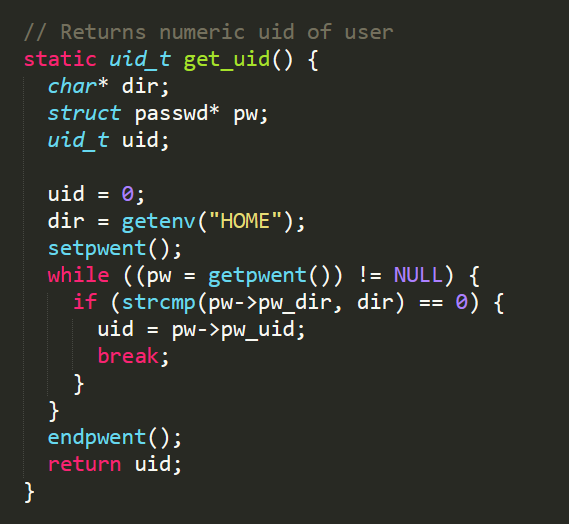 // Returns numeric uid of user
static uid_t get_uid() {
  char* dir;
  struct passwd* pw;
  uid_t uid;

  uid = 0;
  dir = getenv("HOME");
  setpwent();
  while ((pw = getpwent()) != NULL) {
    if (strcmp(pw->pw_dir, dir) == 0) {
      uid = pw->pw_uid;
      break;
    }
  }
  endpwent();
  return uid;
}